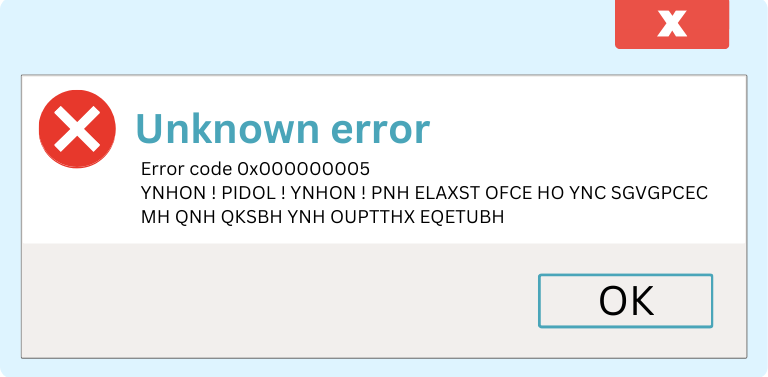 X
Unknown error
Error code 0x000000005
YNHON ! PIDOL ! YNHON ! PNH ELAXST OFCE HO YNC SGVGPCEC
MH QNH QKSBH YNH OUPTTHX EQETUBH
OK